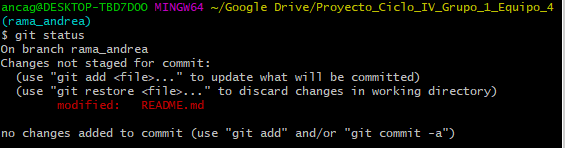 ancag@DESKTOP-TBD7DOO MINGW64 ~/Google Drive/Proyecto_Ciclo_IV_Grupo_1_Equipo_4
(rama_andrea)
$ git status
On branch rama_andrea
Changes not staged for commit:
  (use "git add <file>..." to update what will be committed)
  (use "git restore <file>..." to discard changes in working directory)
        modified:   README.md

no changes added to commit (use "git add" and/or "git commit -a")